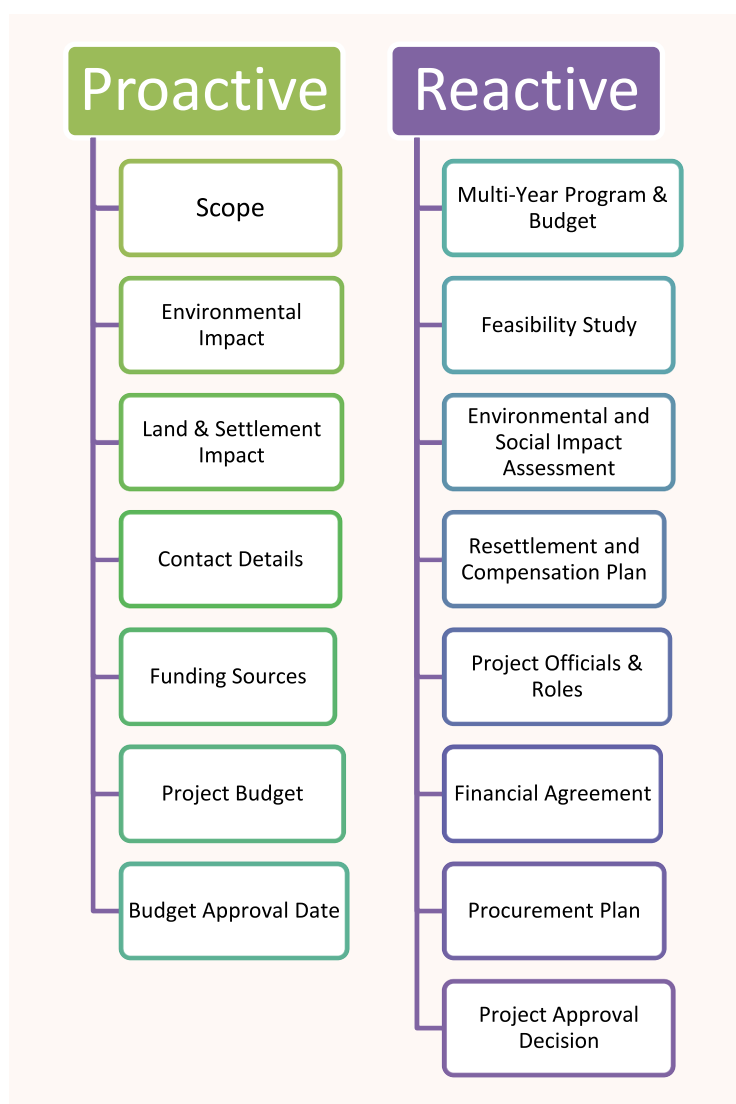 Proactive
Scope
Environmental
Impact
Land & Settlement
Impact
Contact Details
Funding Sources
Project Budget
Budget Approval Date
Reactive
Multi-Year Program &
Budget
Feasibility Study
Environmental and
Social Impact
Assessment
Resettlement and
Compensation Plan
Project Officials &
Roles
Financial Agreement
Procurement Plan
Project Approval
Decision